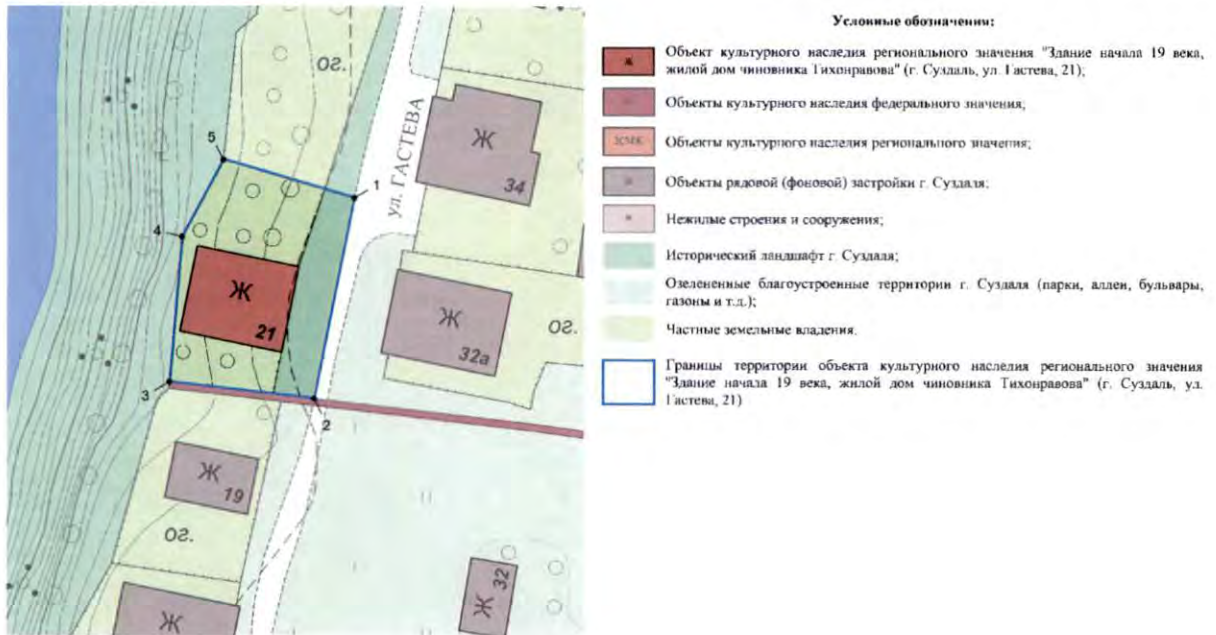 Условные обозначения:
Объект культурного наследия регионального значения "Здание начала 19 века,
жилой дом чиновника Тихонравова" (г. Суздаль, ул. Гастева, 21);
Объекты культурного наследия федерального значения;
Объекты культурного наследия регионального значения;
Объекты рядовой (фоновой) застройки г. Суздаля;
Нежилые строения и сооружения;
Исторический ландшафт г. Суздаля;
Озелененные благоустроенные территории г. Суздаля (парки, аллеи, бульвары,
газоны и т.д.);
Частные земельные владения.
Границы территории объекта культурного наследия регионального значения
"Здание начала 19 века, жилой дом чиновника Тихонравова" (г. Суздаль, ул.
Гастева, 21)
ог.
ул. ГАСТЕВА
Ж
34
5
1
4
Ж
21
Ж
32а
ог.
3
2
Ж
19
ог.
Ж
32
Ж
ж